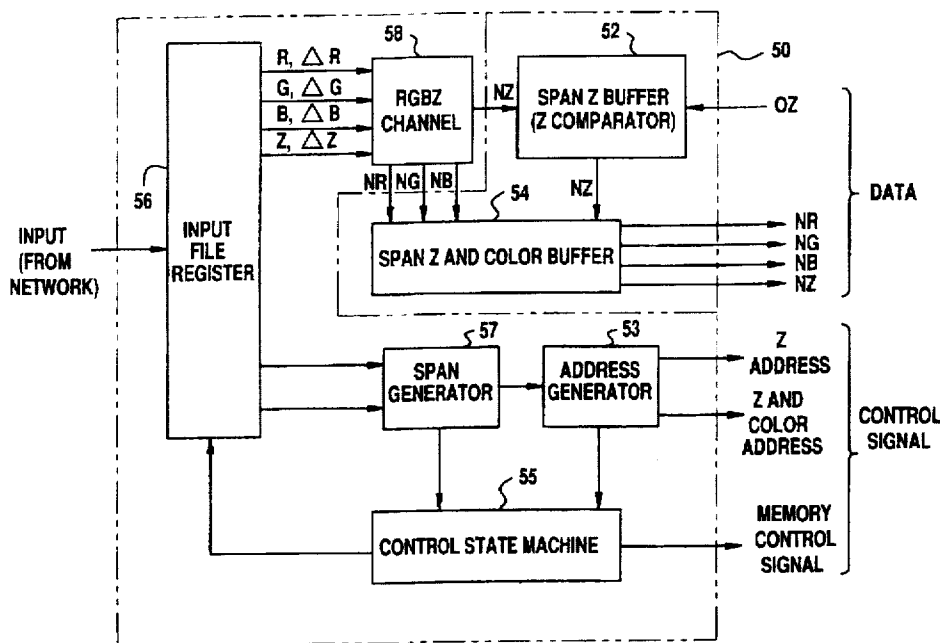 58
52
50
R, △ R
G, △ G
B, △ B
Z, △ Z
RGBZ
CHANNEL
NZ
SPAN Z BUFFER
(Z COMPARATOR)
OZ
56
NR NG NB
NZ
54
DATA
INPUT
(FROM
NETWORK)
INPUT
FILE
REGISTER
SPAN Z AND COLOR BUFFER
NR
NG
NB
NZ
57
53
SPAN
GENERATOR
ADDRESS
GENERATOR
Z
ADDRESS
Z AND
COLOR
ADDRESS
CONTROL
SIGNAL
55
CONTROL STATE MACHINE
MEMORY
CONTROL
SIGNAL